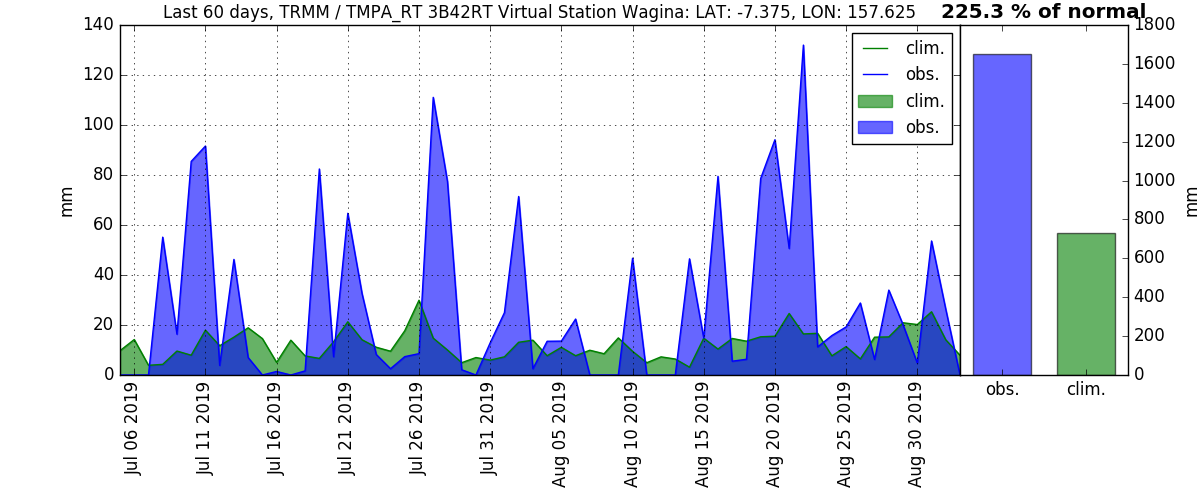 Last 60 days, TRMM / TMPA_RT 3B42RT Virtual Station Wagina: LAT: -7.375, LON: 157.625
225.3 % of normal
140
120
100
80
60
40
20
0
mm
clim.
obs.
clim.
obs.
Jul 06 2019
Jul 11 2019
Jul 16 2019
Jul 21 2019
Jul 26 2019
Jul 31 2019
Aug 05 2019
Aug 10 2019
Aug 15 2019
Aug 20 2019
Aug 25 2019
Aug 30 2019
1800
1600
1400
1200
1000
800
600
400
200
0
mm
obs.
clim.